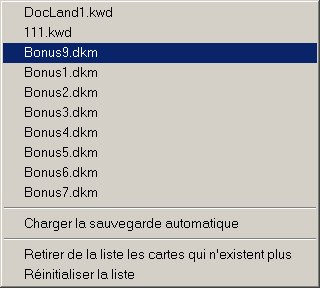 DocLand1.kwd
111.kwd
Bonus9.dkm
Bonus1.dkm
Bonus2.dkm
Bonus3.dkm
Bonus4.dkm
Bonus5.dkm
Bonus6.dkm
Bonus7.dkm
Charger la sauvegarde automatique
Retirer de la liste les cartes qui n'existent plus
Réinitialiser la liste